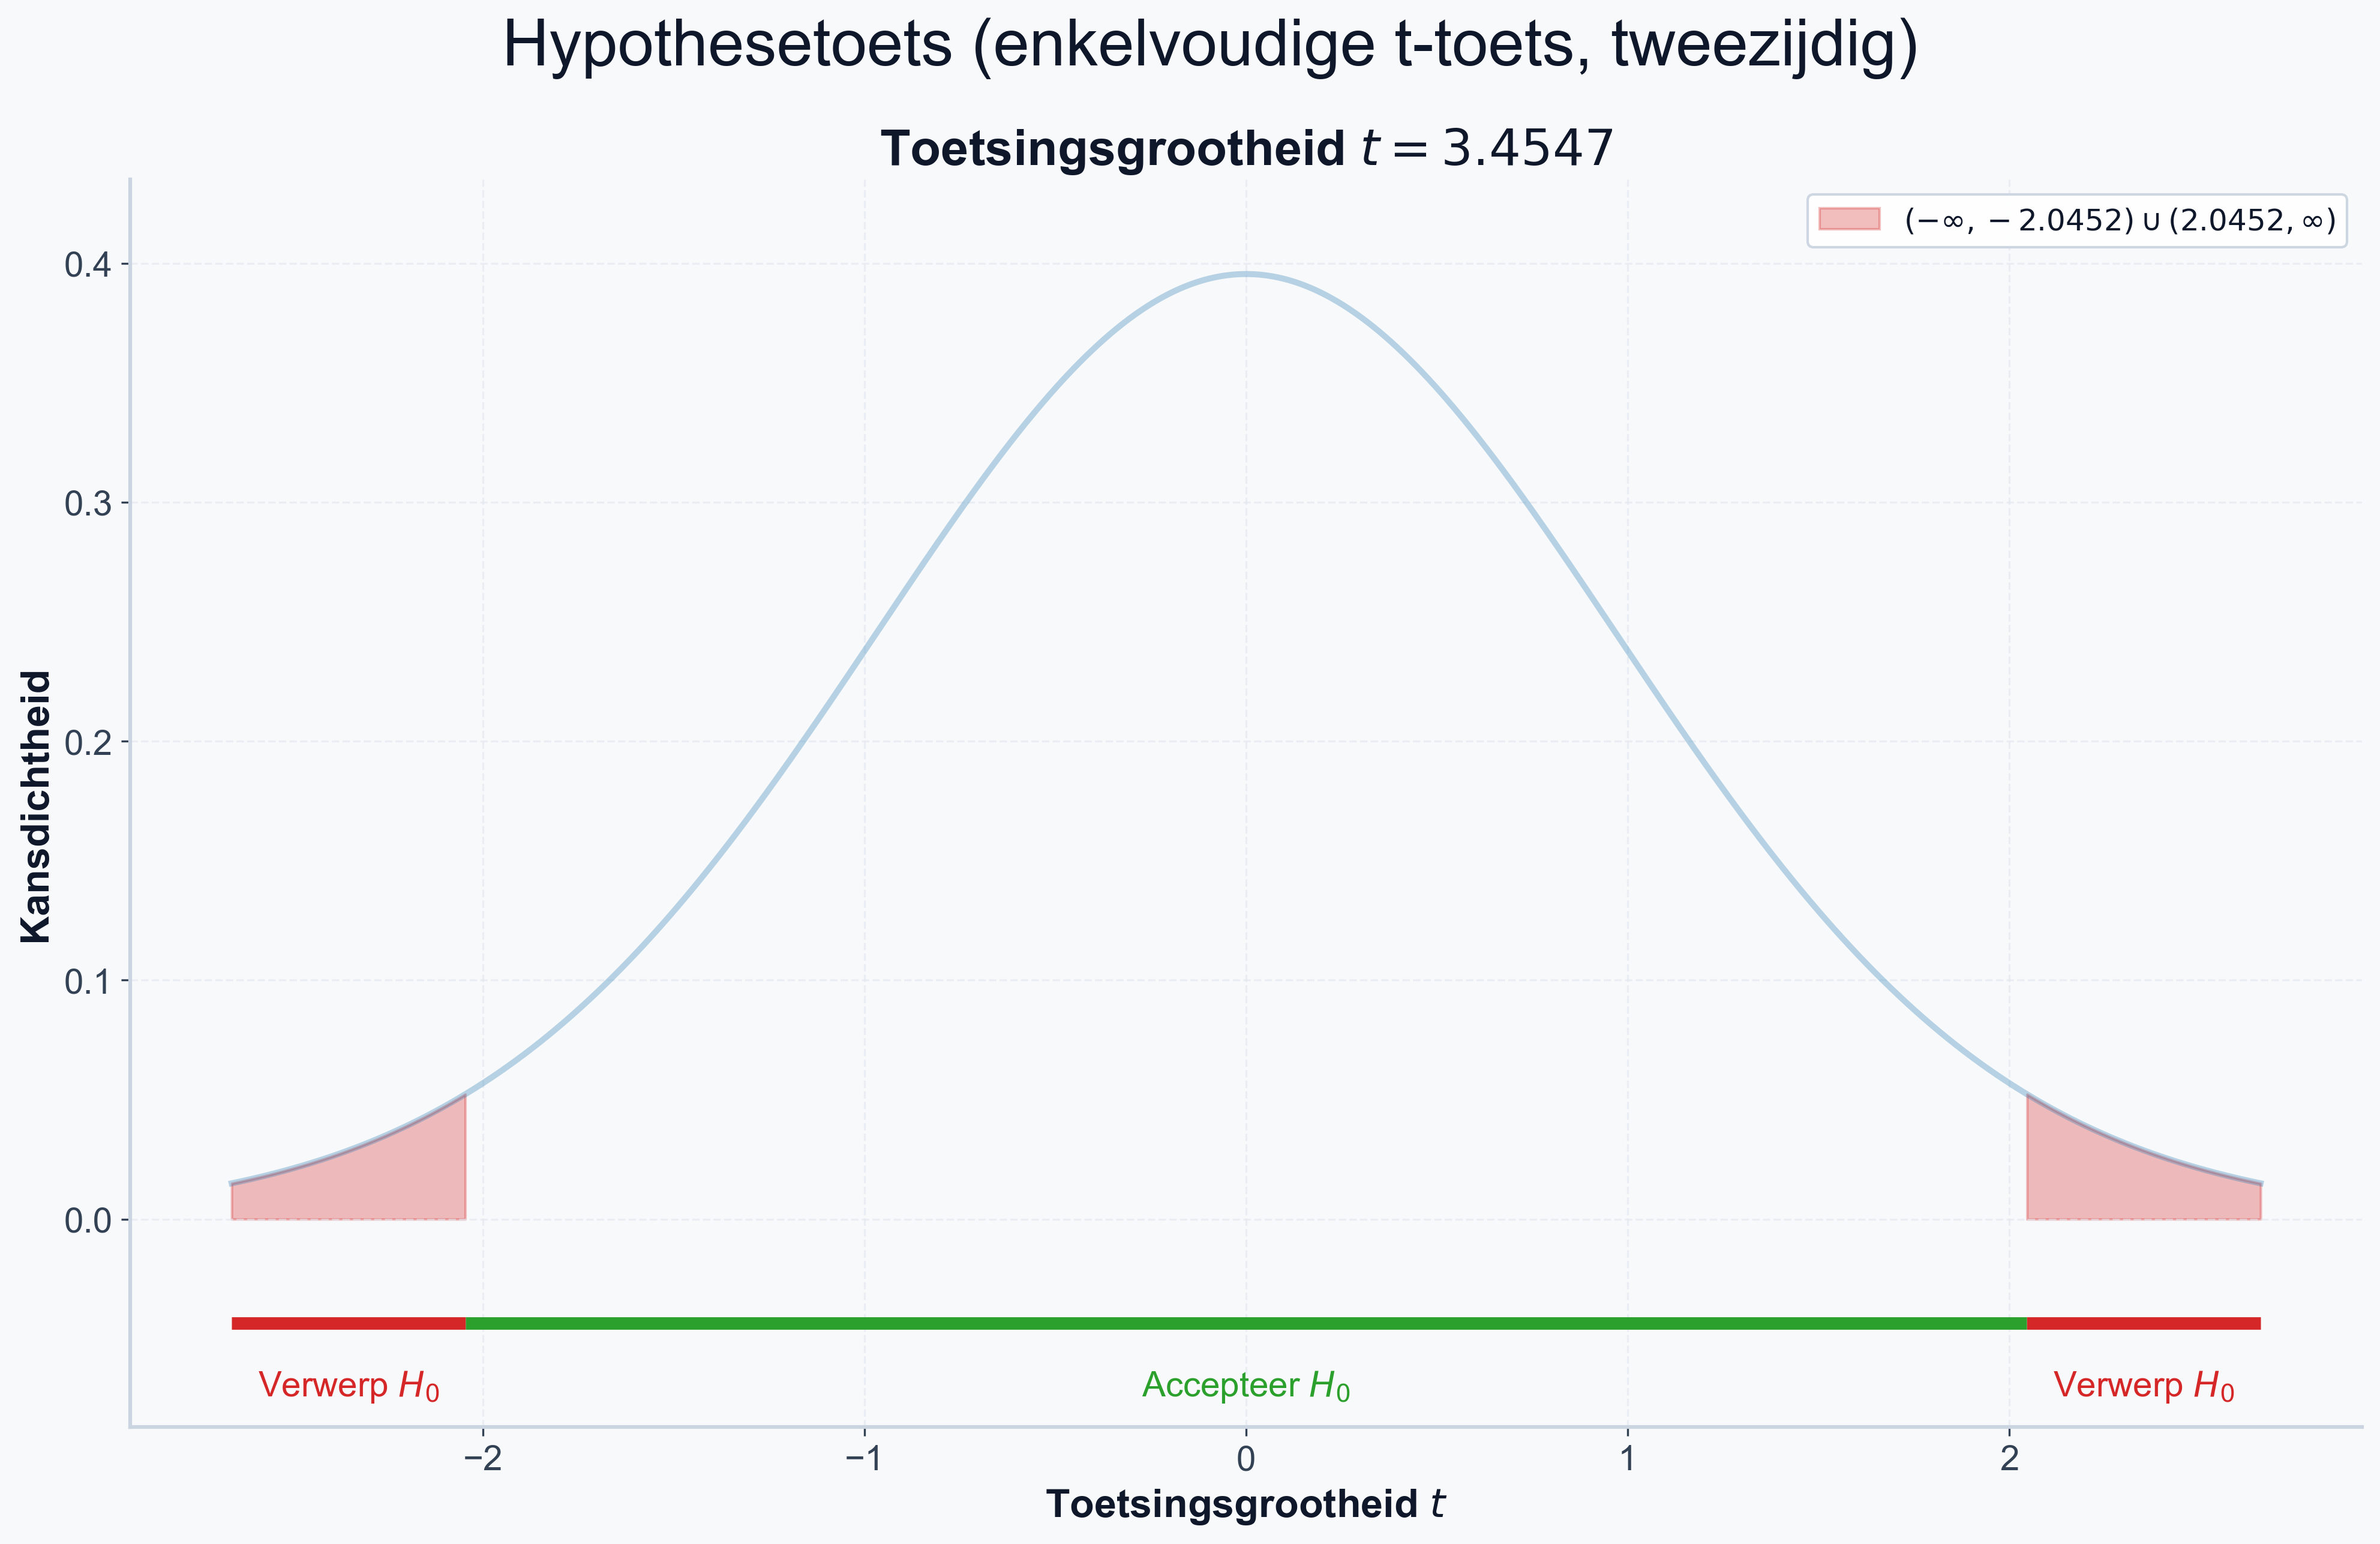 Hypothesetoets (enkelvoudige t-toets, tweezijdig)
Toetsingsgrootheid t = 3.4547
(−∞, −2.0452) ∪ (2.0452, ∞)
Kansdichtheid
0.4
0.3
0.2
0.1
0.0
Verwerp H₀
Accepteer H₀
Verwerp H₀
−2
−1
0
1
2
Toetsingsgrootheid t